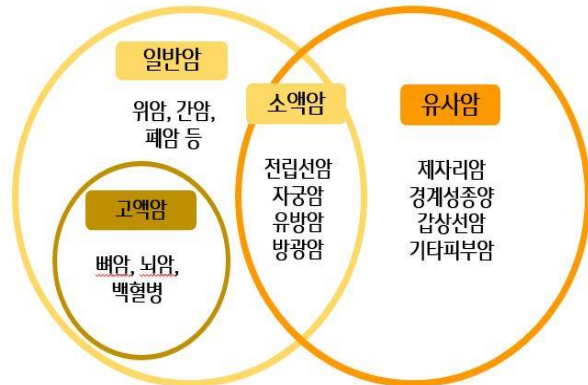 일반암
위암, 간암,
폐암 등
고액암
뼈암, 뇌암,
백혈병
소액암
전립선암
자궁암
유방암
방광암
유사암
제자리암
경계성종양
갑상선암
기타피부암